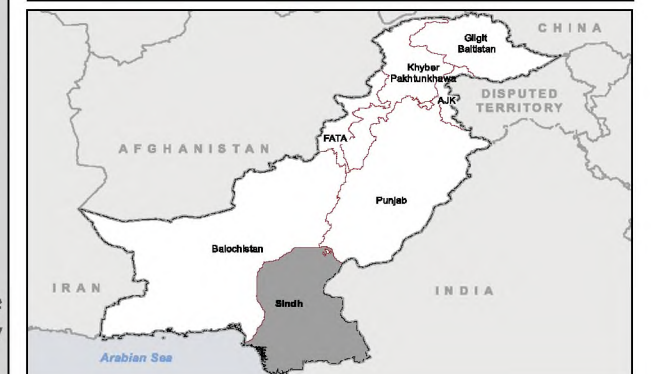 CHINA
Gilgit
Baltistan
Khyber
Pakhtunkhawa
DISPUTED
TERRITORY
AJK
FATA
AFGHANISTAN
Punjab
Balochistan
IRAN
INDIA
Sindh
Arabian Sea